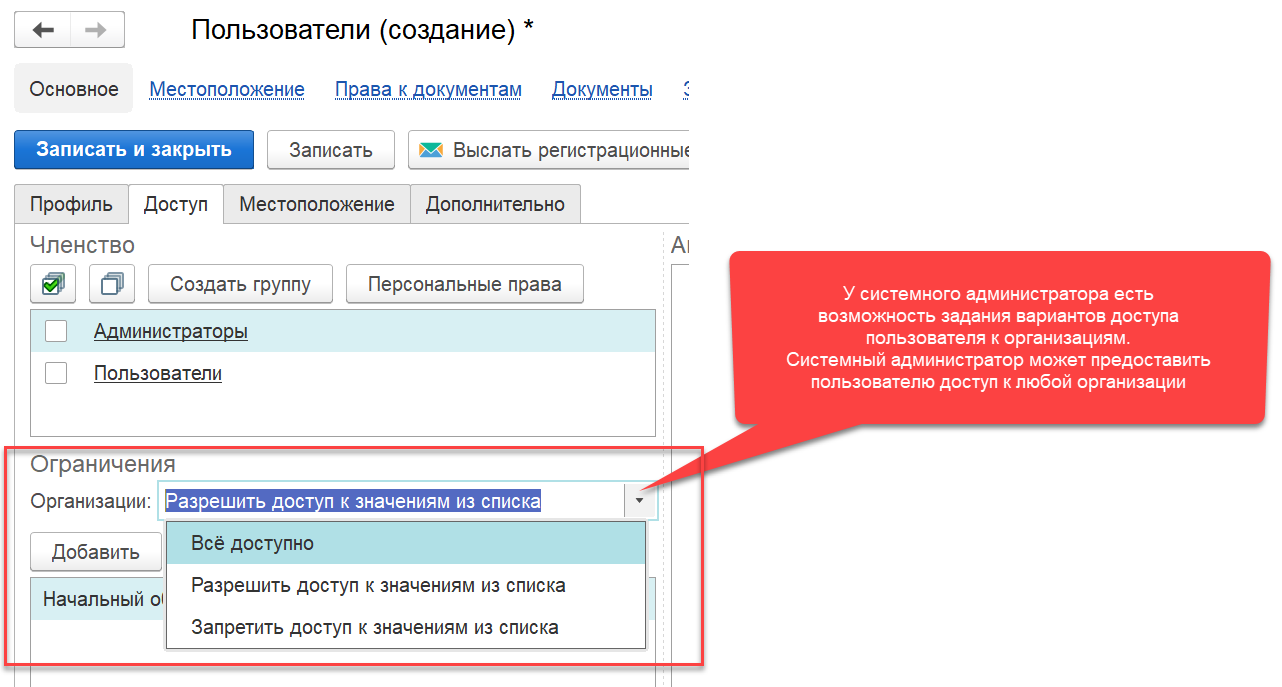 Пользователи (создание) *
Основное Местоположение Права к документам Документы
Записать и закрыть Записать Выслать регистрационные
Профиль Доступ Местоположение Дополнительно
Членство
Создать группу Персональные права
Администраторы
Пользователи
У системного администратора есть
возможность задания вариантов доступа
пользователя к организациям.
Системный администратор может предоставить
пользователю доступ к любой организации
Ограничения
Организации: Разрешить доступ к значениям из списка
Добавить
Всё доступно
Разрешить доступ к значениям из списка
Запретить доступ к значениям из списка
Начальный